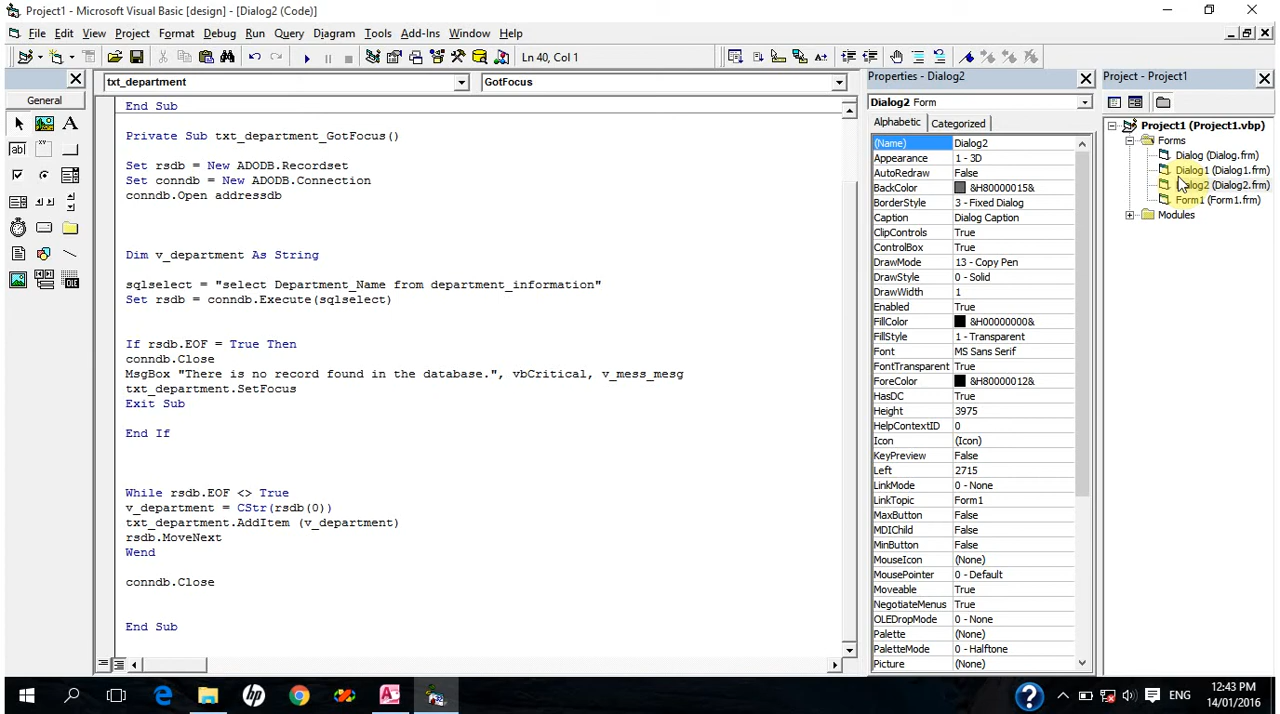 Project1 - Microsoft Visual Basic [design] - [Dialog2 (Code)]
File Edit View Project Format Debug Run Query Diagram Tools Add-Ins Window Help
Ln 40, Col 1
General
txt_department
GotFocus
End Sub
Private Sub txt_department_GotFocus()
Set rsdb = New ADODB.Recordset
Set conndb = New ADODB.Connection
conndb.Open addressdb
Dim v_department As String
sqlselect = "select Department_Name from department_information"
Set rsdb = conndb.Execute(sqlselect)
If rsdb.EOF = True Then
conndb.Close
MsgBox "There is no record found in the database.", vbCritical, v_mess_mesg
txt_department.SetFocus
Exit Sub
End If
While rsdb.EOF <> True
v_department = CStr(rsdb(0))
txt_department.AddItem (v_department)
rsdb.MoveNext
Wend
conndb.Close
End Sub
Properties - Dialog2
Dialog2 Form
Alphabetic Categorized
(Name) Dialog2
Appearance 1 - 3D
AutoRedraw False
BackColor &H80000015&
BorderStyle 3 - Fixed Dialog
Caption Dialog Caption
ClipControls True
ControlBox True
DrawMode 13 - Copy Pen
DrawStyle 0 - Solid
DrawWidth 1
Enabled True
FillColor &H00000000&
FillStyle 1 - Transparent
Font MS Sans Serif
FontTransparent True
ForeColor &H80000012&
HasDC True
Height 3975
HelpContextID 0
Icon (Icon)
KeyPreview False
Left 2715
LinkMode 0 - None
LinkTopic Form1
MaxButton False
MDIChild False
MinButton False
MouseIcon (None)
MousePointer 0 - Default
Moveable True
NegotiateMenus True
OLEDropMode 0 - None
Palette (None)
PaletteMode 0 - Halftone
Picture (None)
Project - Project1
Project1 (Project1.vbp)
Forms
Dialog (Dialog.frm)
Dialog1 (Dialog1.frm)
(Dialog2.frm)
Form1 (Form1.frm)
Modules
ENG
12:43 PM
14/01/2016